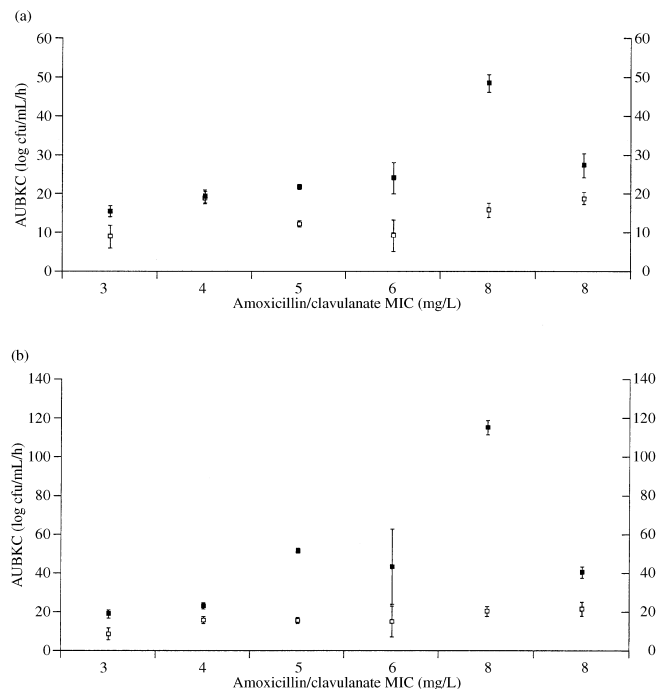 (a)
AUBKC (log cfu/mL/h)
60 60
50 50
40 40
30 30
20 20
10 10
0 0
3 4 5 6 8 8
Amoxicillin/clavulanate MIC (mg/L)
(b)
AUBKC (log cfu/mL/h)
140 140
120 120
100 100
80 80
60 60
40 40
20 20
0 0
3 4 5 6 8 8
Amoxicillin/clavulanate MIC (mg/L)